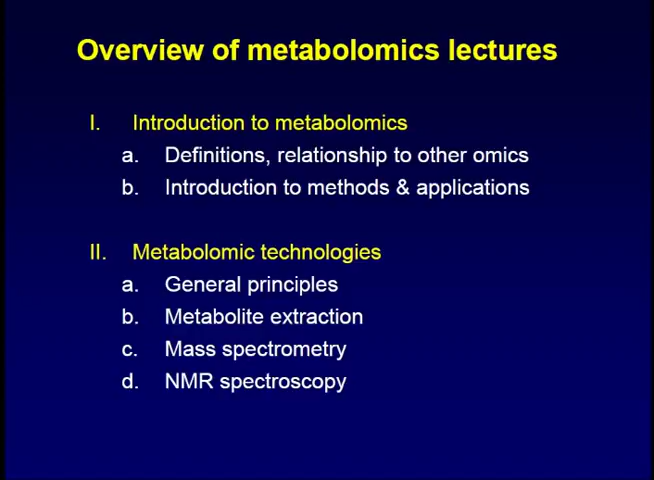 Overview of metabolomics lectures
I. Introduction to metabolomics
a. Definitions, relationship to other omics
b. Introduction to methods & applications
II. Metabolomic technologies
a. General principles
b. Metabolite extraction
c. Mass spectrometry
d. NMR spectroscopy